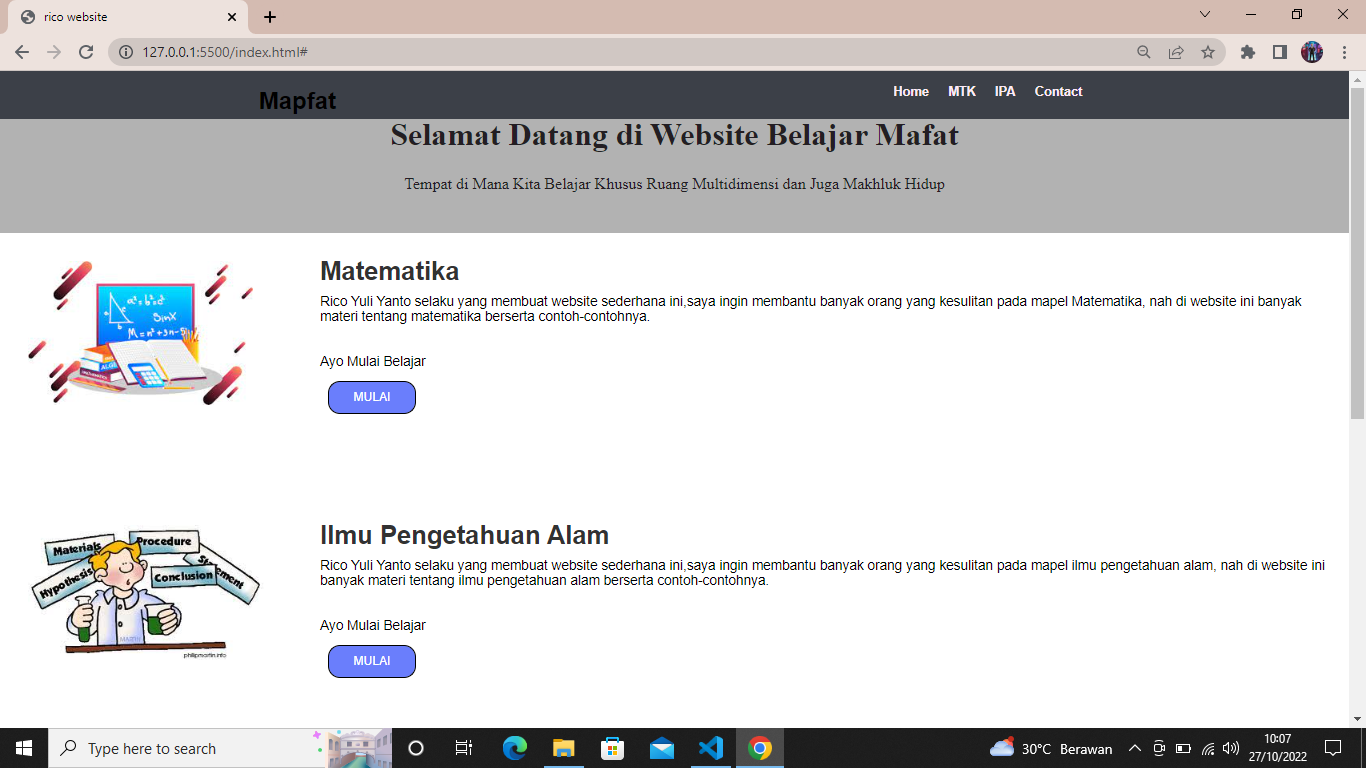 rico website
127.0.0.1:5500/index.html#
Mapfat
Home MTK IPA Contact
Selamat Datang di Website Belajar Mafat
Tempat di Mana Kita Belajar Khusus Ruang Multidimensi dan Juga Makhluk Hidup
Matematika
Rico Yuli Yanto selaku yang membuat website sederhana ini,saya ingin membantu banyak orang yang kesulitan pada mapel Matematika, nah di website ini banyak
materi tentang matematika berserta contoh-contohnya.
Ayo Mulai Belajar
MULAI
Materials
Procedure
Hypothesis
Conclusion
philipmartin.info
Ilmu Pengetahuan Alam
Rico Yuli Yanto selaku yang membuat website sederhana ini,saya ingin membantu banyak orang yang kesulitan pada mapel ilmu pengetahuan alam, nah di website ini
banyak materi tentang ilmu pengetahuan alam berserta contoh-contohnya.
Ayo Mulai Belajar
MULAI
Type here to search
30°C Berawan
10:07
27/10/2022